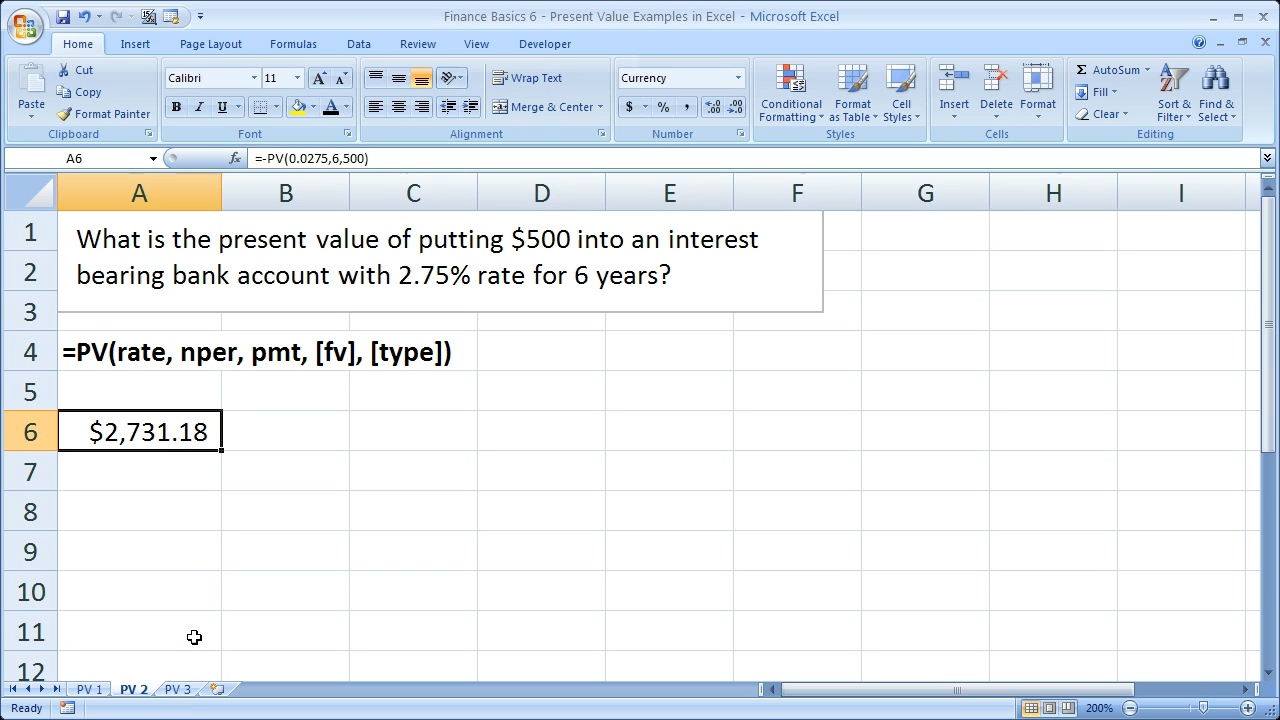 Finance Basics 6 - Present Value Examples in Excel - Microsoft Excel
Home Insert Page Layout Formulas Data Review View Developer
Paste
Cut
Copy
Format Painter
Clipboard
Calibri 11
B I U
Font
Wrap Text
Merge & Center
Alignment
Currency
$ % ,
Number
Conditional Formatting
Format as Table
Cell Styles
Styles
Insert Delete Format
Cells
AutoSum
Fill
Clear
Sort & Filter
Find & Select
Editing
A6 fx =-PV(0.0275,6,500)
A B C D E F G H I
1 What is the present value of putting $500 into an interest
2 bearing bank account with 2.75% rate for 6 years?
3
4 =PV(rate, nper, pmt, [fv], [type])
5
6 $2,731.18
7
8
9
10
11
12
PV 1 PV 2 PV 3
Ready 200%